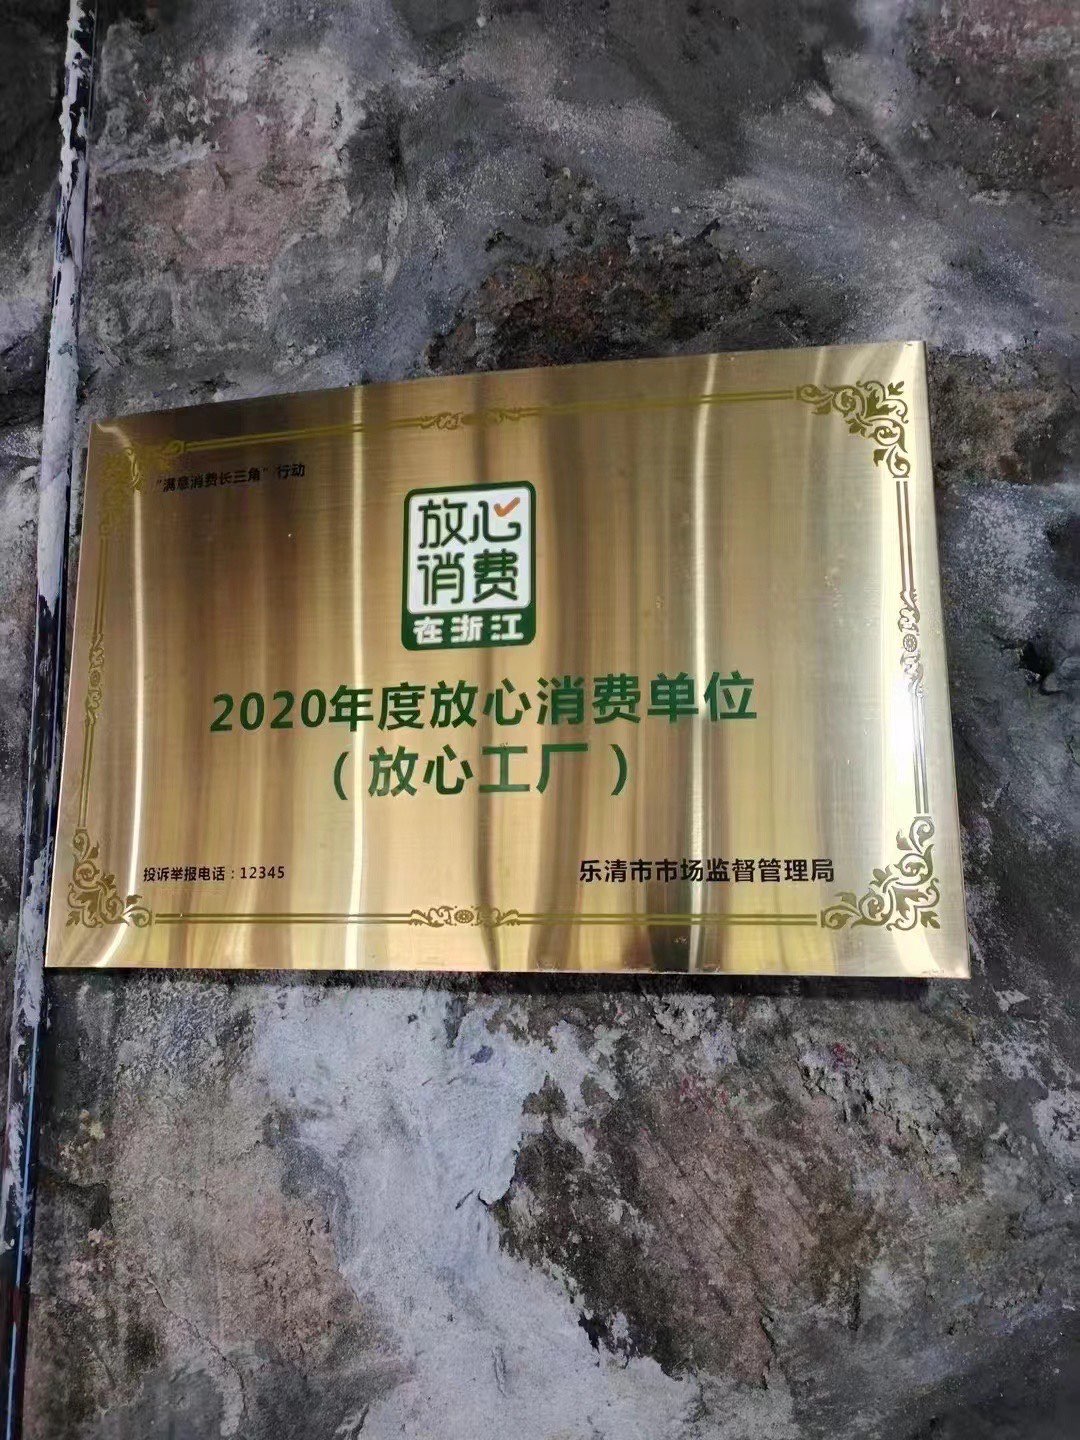 "满意消费长三角"行动
放心
消费
在浙江
2020年度放心消费单位
（放心工厂）
投诉举报电话：12345
乐清市市场监督管理局